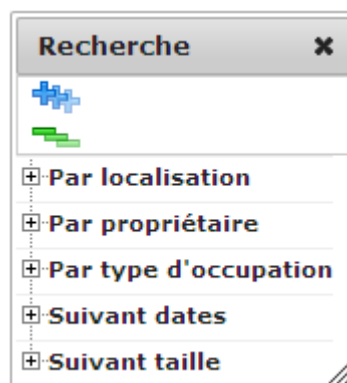 Recherche
Par localisation
Par propriétaire
Par type d'occupation
Suivant dates
Suivant taille